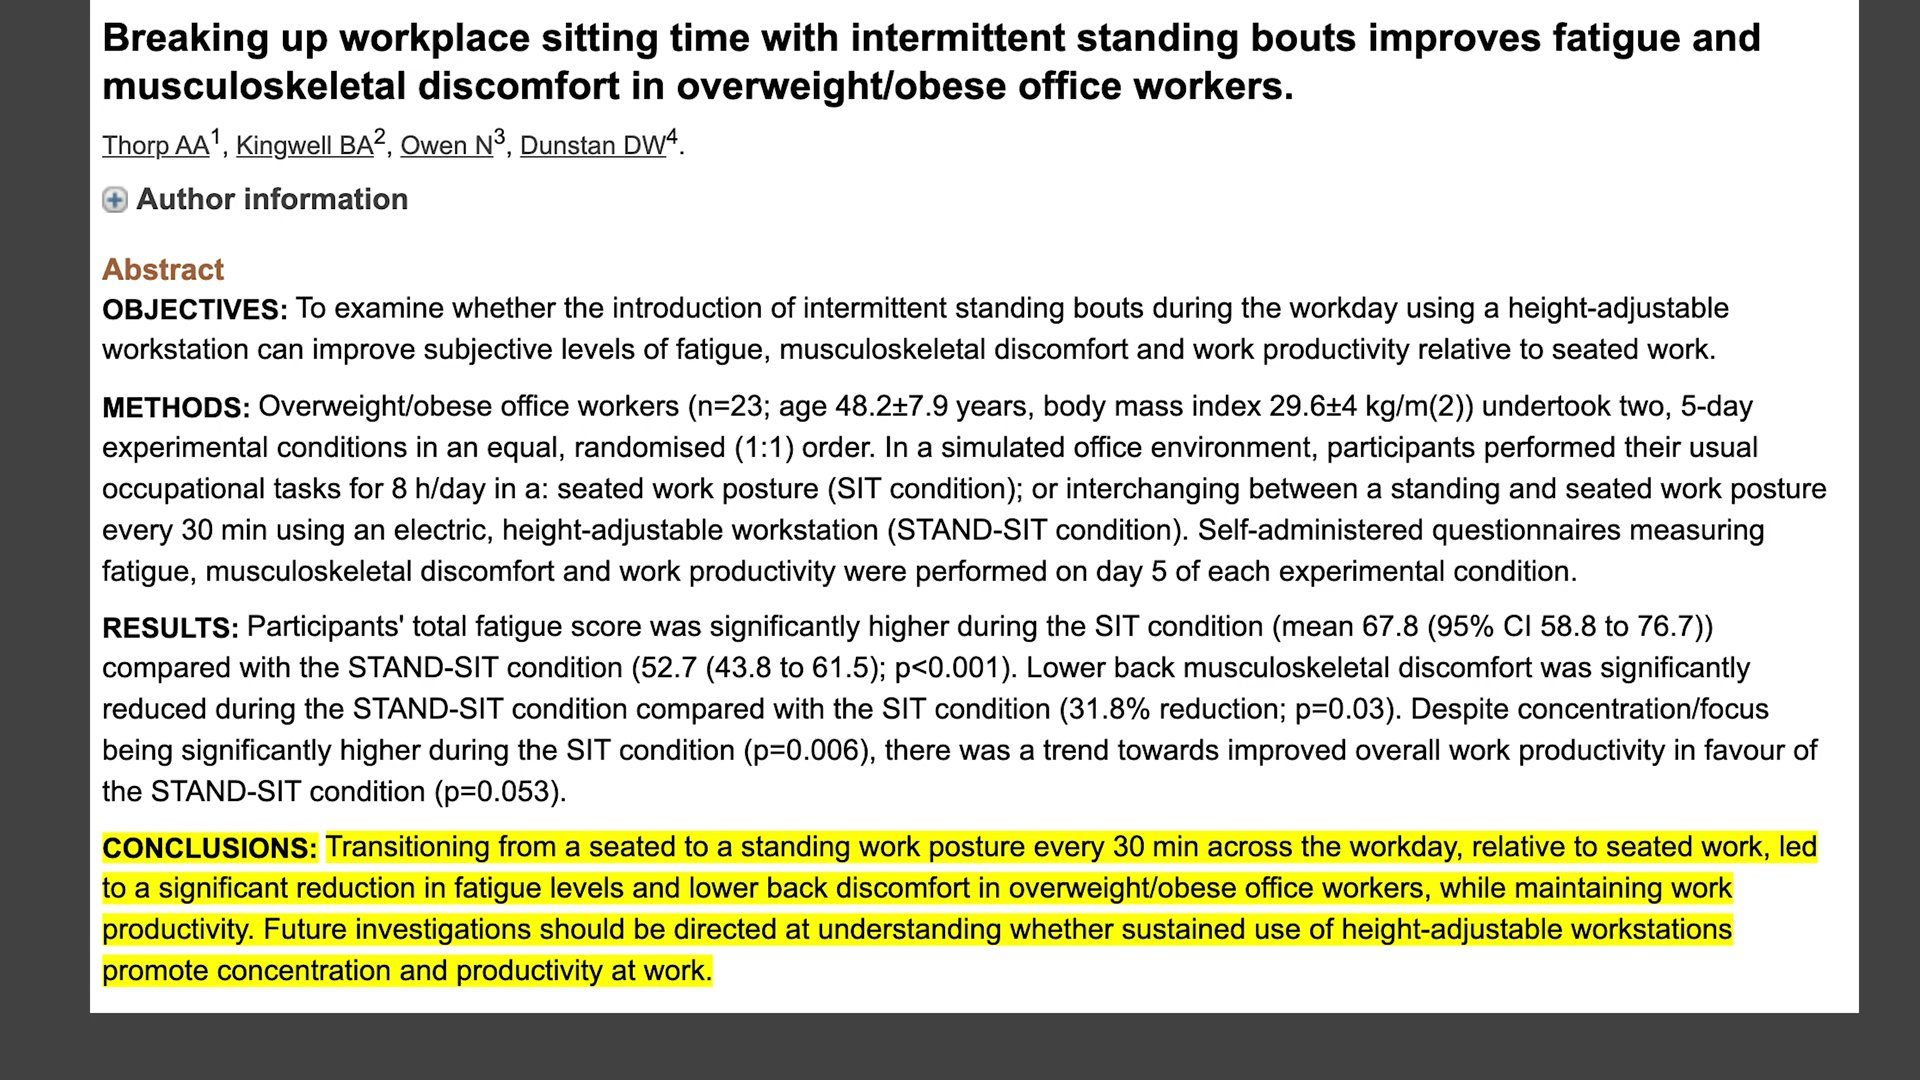 Breaking up workplace sitting time with intermittent standing bouts improves fatigue and
musculoskeletal discomfort in overweight/obese office workers.
Thorp AA1, Kingwell BA2, Owen N3, Dunstan DW4.
Author information
Abstract
OBJECTIVES: To examine whether the introduction of intermittent standing bouts during the workday using a height-adjustable
workstation can improve subjective levels of fatigue, musculoskeletal discomfort and work productivity relative to seated work.
METHODS: Overweight/obese office workers (n=23; age 48.2±7.9 years, body mass index 29.6±4 kg/m(2)) undertook two, 5-day
experimental conditions in an equal, randomised (1:1) order. In a simulated office environment, participants performed their usual
occupational tasks for 8 h/day in a: seated work posture (SIT condition); or interchanging between a standing and seated work posture
every 30 min using an electric, height-adjustable workstation (STAND-SIT condition). Self-administered questionnaires measuring
fatigue, musculoskeletal discomfort and work productivity were performed on day 5 of each experimental condition.
RESULTS: Participants' total fatigue score was significantly higher during the SIT condition (mean 67.8 (95% CI 58.8 to 76.7))
compared with the STAND-SIT condition (52.7 (43.8 to 61.5); p<0.001). Lower back musculoskeletal discomfort was significantly
reduced during the STAND-SIT condition compared with the SIT condition (31.8% reduction; p=0.03). Despite concentration/focus
being significantly higher during the SIT condition (p=0.006), there was a trend towards improved overall work productivity in favour of
the STAND-SIT condition (p=0.053).
CONCLUSIONS: Transitioning from a seated to a standing work posture every 30 min across the workday, relative to seated work, led
to a significant reduction in fatigue levels and lower back discomfort in overweight/obese office workers, while maintaining work
productivity. Future investigations should be directed at understanding whether sustained use of height-adjustable workstations
promote concentration and productivity at work.